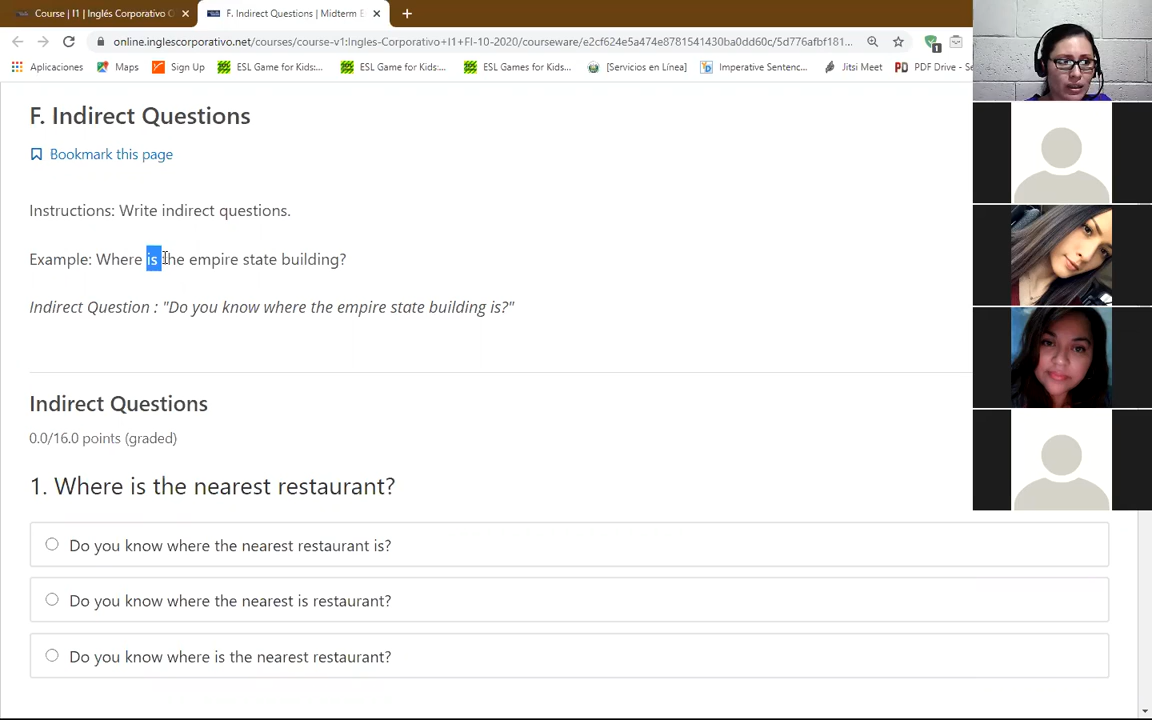 Course | I1 | Inglés Corporativo
F. Indirect Questions | Midterm E
online.inglescorporativo.net/courses/course-v1:Ingles-Corporativo+I1+FI-10-2020/courseware/e2cf624e5a474e8781541430ba0dd60c/5d776afbf181...
Aplicaciones Maps Sign Up ESL Game for Kids:... ESL Game for Kids:... ESL Games for Kids:... [Servicios en Línea] Imperative Sentenc... Jitsi Meet PDF Drive - Se
F. Indirect Questions
Bookmark this page
Instructions: Write indirect questions.
Example: Where is the empire state building?
Indirect Question : "Do you know where the empire state building is?"
Indirect Questions
0.0/16.0 points (graded)
1. Where is the nearest restaurant?
Do you know where the nearest restaurant is?
Do you know where the nearest is restaurant?
Do you know where is the nearest restaurant?